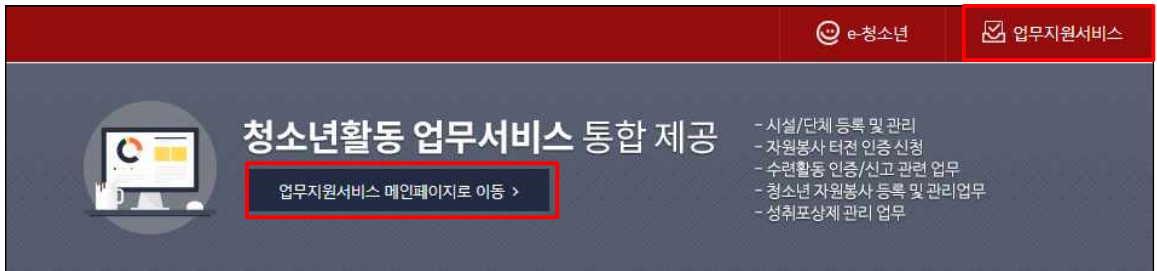 e-청소년
업무지원서비스
청소년활동 업무서비스 통합 제공
업무지원서비스 메인페이지로 이동 >
- 시설/단체 등록 및 관리
- 자원봉사 터전 인증 신청
- 수련활동 인증/신고 관련 업무
- 청소년 자원봉사 등록 및 관리업무
- 성취포상제 관리 업무